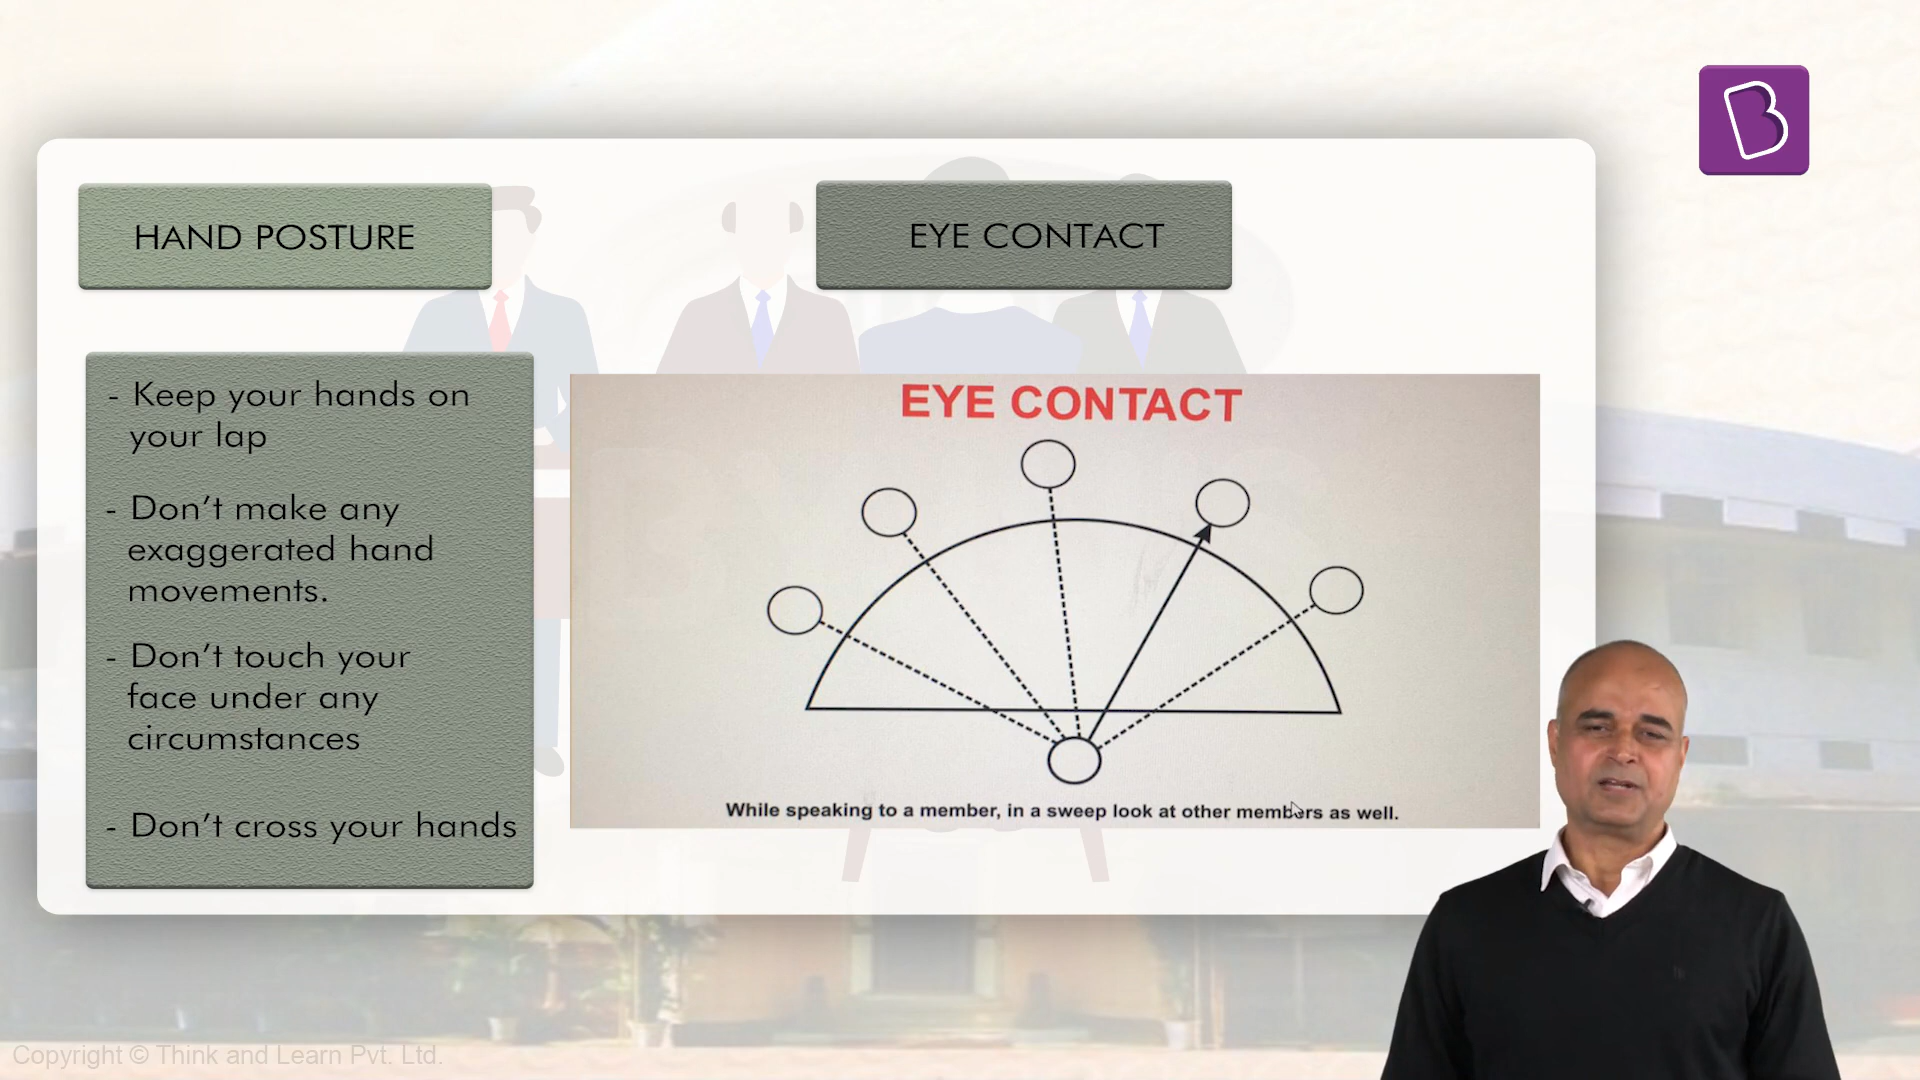 HAND POSTURE
EYE CONTACT
- Keep your hands on
your lap
- Don't make any
exaggerated hand
movements.
- Don't touch your
face under any
circumstances
- Don't cross your hands
EYE CONTACT
While speaking to a member, in a sweep look at other members as well.
B
Copyright © Think and Learn Pvt. Ltd.